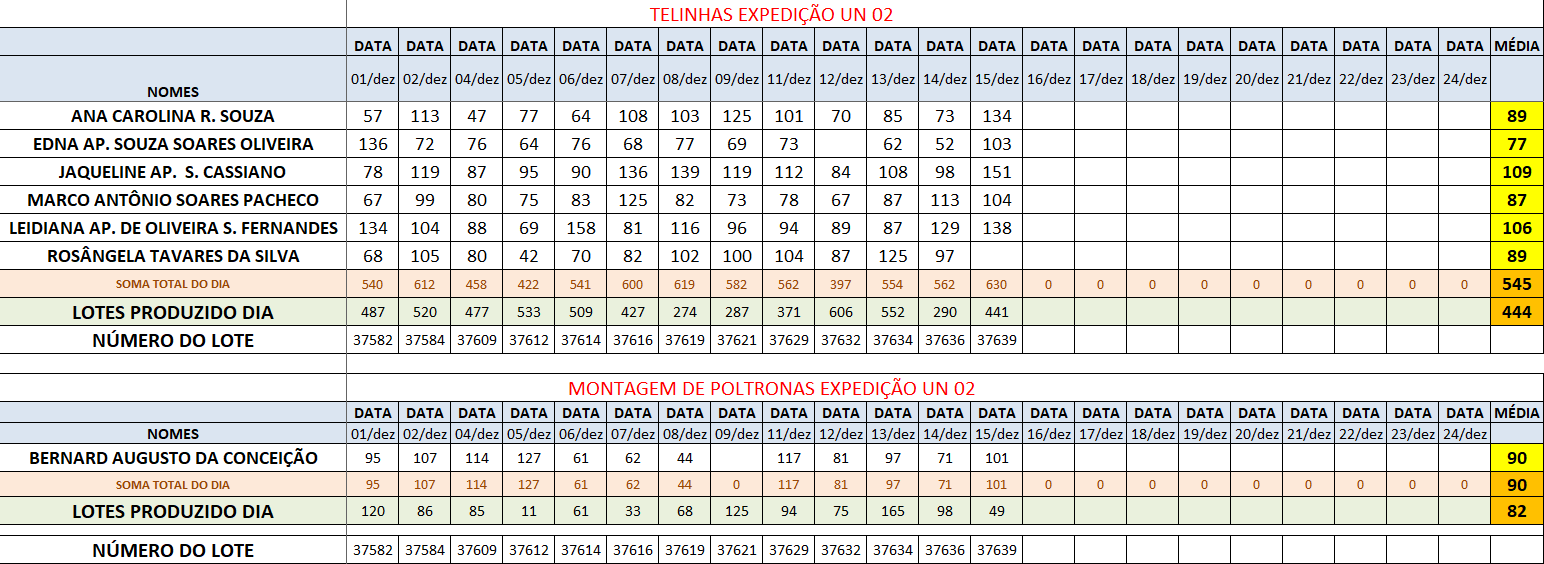 TELINHAS EXPEDIÇÃO UN 02
DATA DATA DATA DATA DATA DATA DATA DATA DATA DATA DATA DATA DATA DATA DATA DATA DATA DATA DATA DATA DATA DATA MÉDIA
NOMES 01/dez 02/dez 04/dez 05/dez 06/dez 07/dez 08/dez 09/dez 11/dez 12/dez 13/dez 14/dez 15/dez 16/dez 17/dez 18/dez 19/dez 20/dez 21/dez 22/dez 23/dez 24/dez
ANA CAROLINA R. SOUZA 57 113 47 77 64 108 103 125 101 70 85 73 134 89
EDNA AP. SOUZA SOARES OLIVEIRA 136 72 76 64 76 68 77 69 73 62 52 103 77
JAQUELINE AP. S. CASSIANO 78 119 87 95 90 136 139 119 112 84 108 98 151 109
MARCO ANTÔNIO SOARES PACHECO 67 99 80 75 83 125 82 73 78 67 87 113 104 87
LEIDIANA AP. DE OLIVEIRA S. FERNANDES 134 104 88 69 158 81 116 96 94 89 87 129 138 106
ROSÂNGELA TAVARES DA SILVA 68 105 80 42 70 82 102 100 104 87 125 97 89
SOMA TOTAL DO DIA 540 612 458 422 541 600 619 582 562 397 554 562 630 0 0 0 0 0 0 0 0 0 545
LOTES PRODUZIDO DIA 487 520 477 533 509 427 274 287 371 606 552 290 441 444
NÚMERO DO LOTE 37582 37584 37609 37612 37614 37616 37619 37621 37629 37632 37634 37636 37639
MONTAGEM DE POLTRONAS EXPEDIÇÃO UN 02
DATA DATA DATA DATA DATA DATA DATA DATA DATA DATA DATA DATA DATA DATA DATA DATA DATA DATA DATA DATA DATA DATA MÉDIA
NOMES 01/dez 02/dez 04/dez 05/dez 06/dez 07/dez 08/dez 09/dez 11/dez 12/dez 13/dez 14/dez 15/dez 16/dez 17/dez 18/dez 19/dez 20/dez 21/dez 22/dez 23/dez 24/dez
BERNARD AUGUSTO DA CONCEIÇÃO 95 107 114 127 61 62 44 117 81 97 71 101 90
SOMA TOTAL DO DIA 95 107 114 127 61 62 44 0 117 81 97 71 101 0 0 0 0 0 0 0 0 0 90
LOTES PRODUZIDO DIA 120 86 85 11 61 33 68 125 94 75 165 98 49 82
NÚMERO DO LOTE 37582 37584 37609 37612 37614 37616 37619 37621 37629 37632 37634 37636 37639